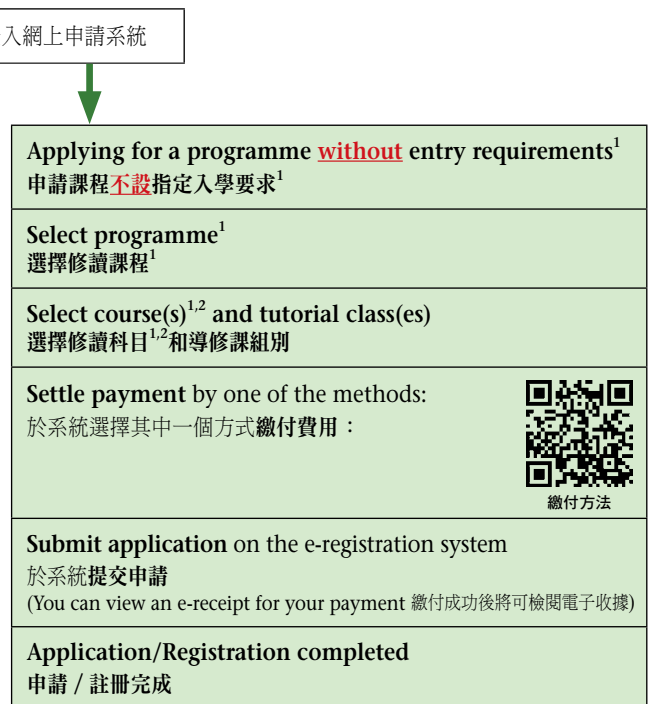 入網上申請系統
Applying for a programme without entry requirements¹
申請課程不設指定入學要求¹
Select programme¹
選擇修讀課程¹
Select course(s)¹,² and tutorial class(es)
選擇修讀科目¹,²和導修課組別
Settle payment by one of the methods:
於系統選擇其中一個方式繳付費用：
繳付方法
Submit application on the e-registration system
於系統提交申請
(You can view an e-receipt for your payment 繳付成功後將可檢閱電子收據)
Application/Registration completed
申請 / 註冊完成